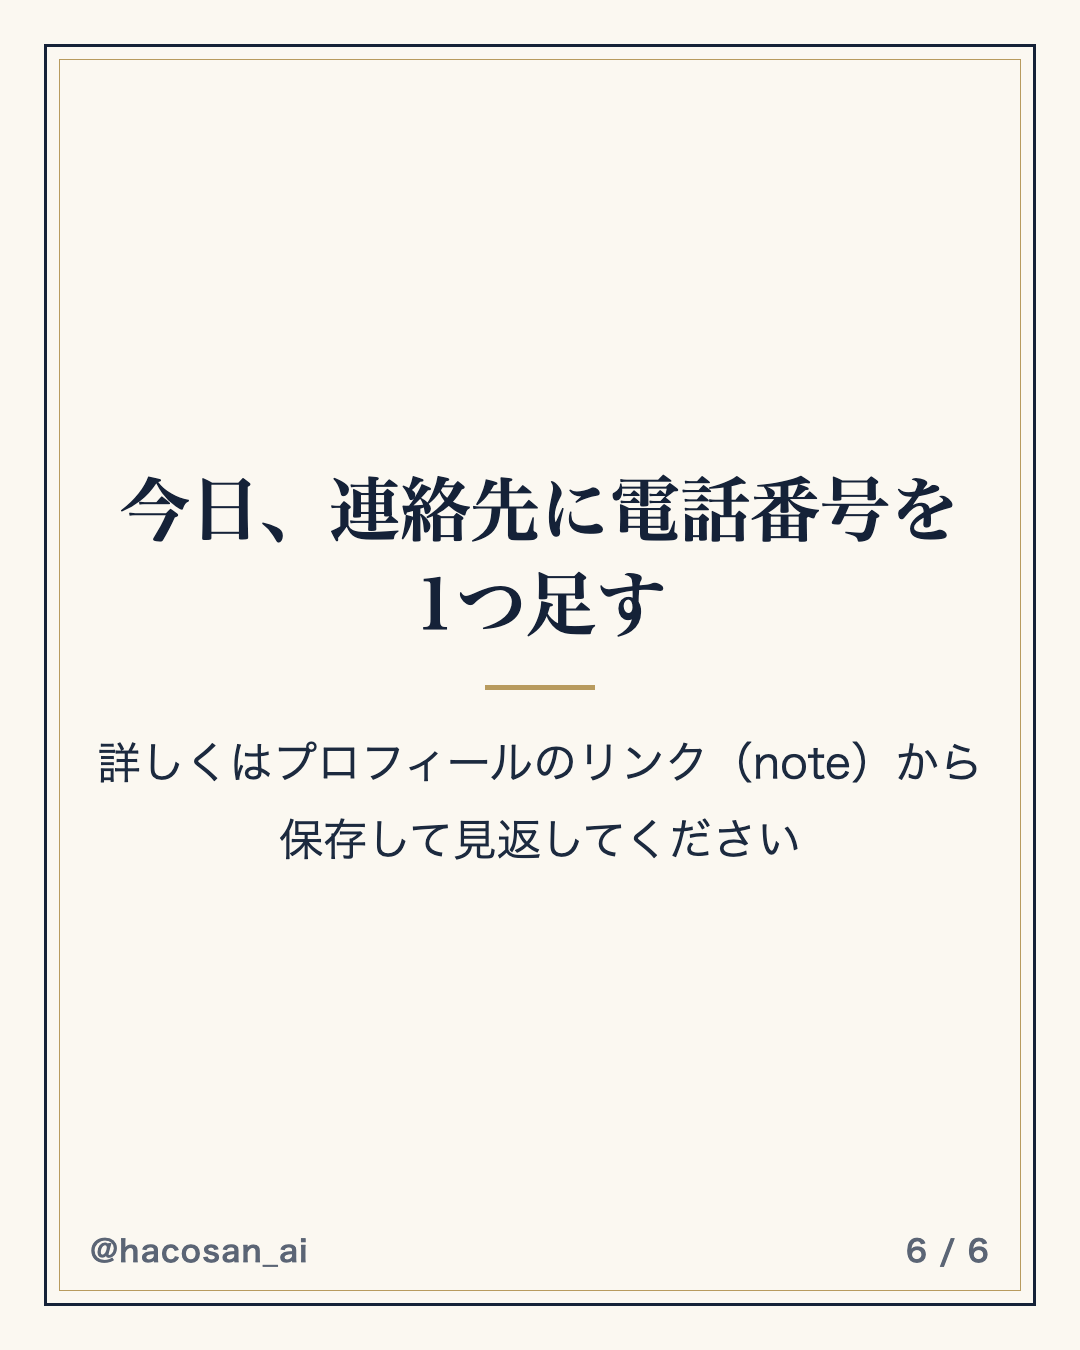 今日、連絡先に電話番号を
1つ足す
詳しくはプロフィールのリンク（note）から
保存して見返してください
@hacosan_ai
6 / 6